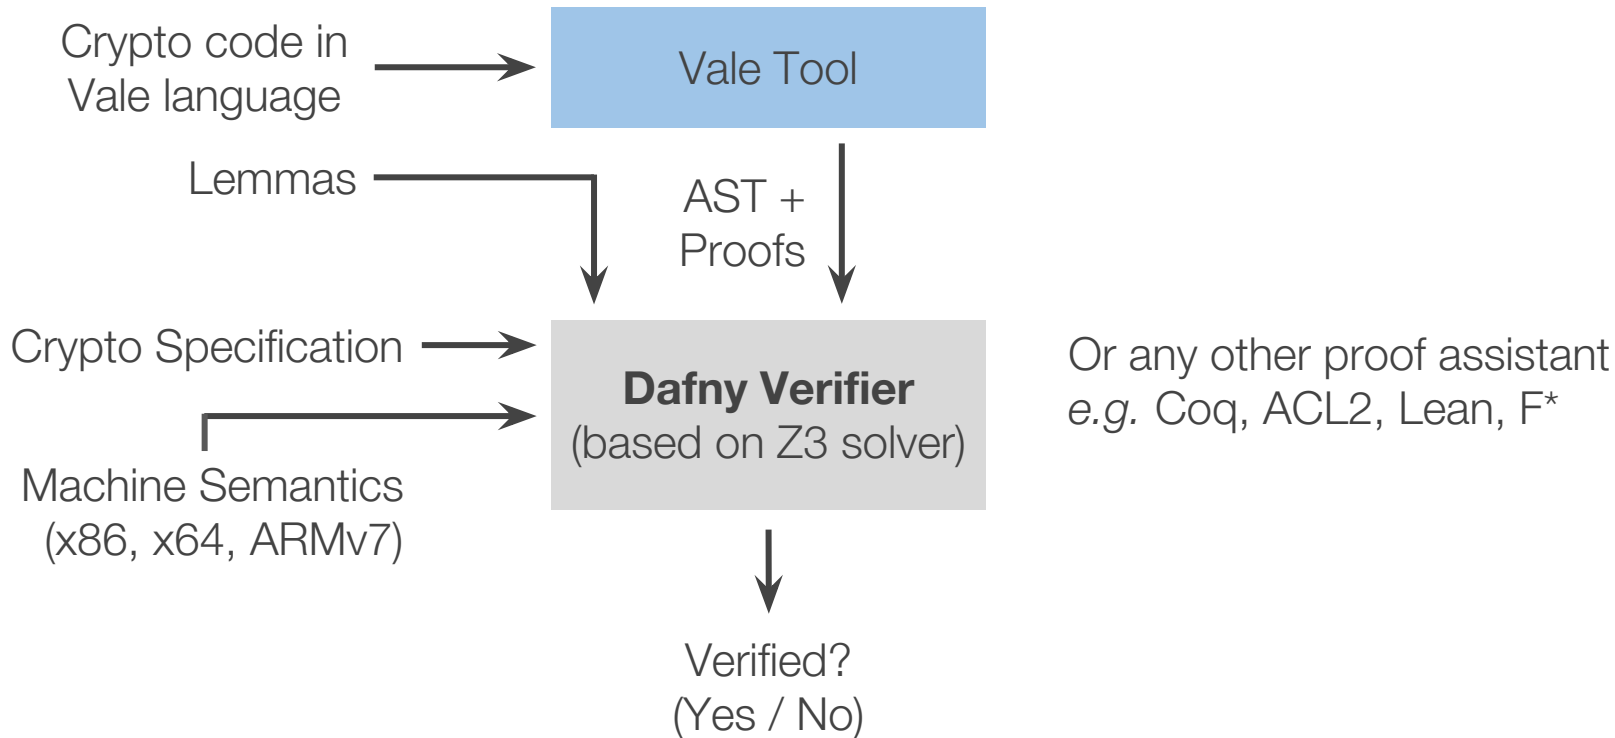 Crypto code in
Vale language
Vale Tool
Lemmas
AST +
Proofs
Crypto Specification
Dafny Verifier
(based on Z3 solver)
Or any other proof assistant
e.g. Coq, ACL2, Lean, F*
Machine Semantics
(x86, x64, ARMv7)
Verified?
(Yes / No)